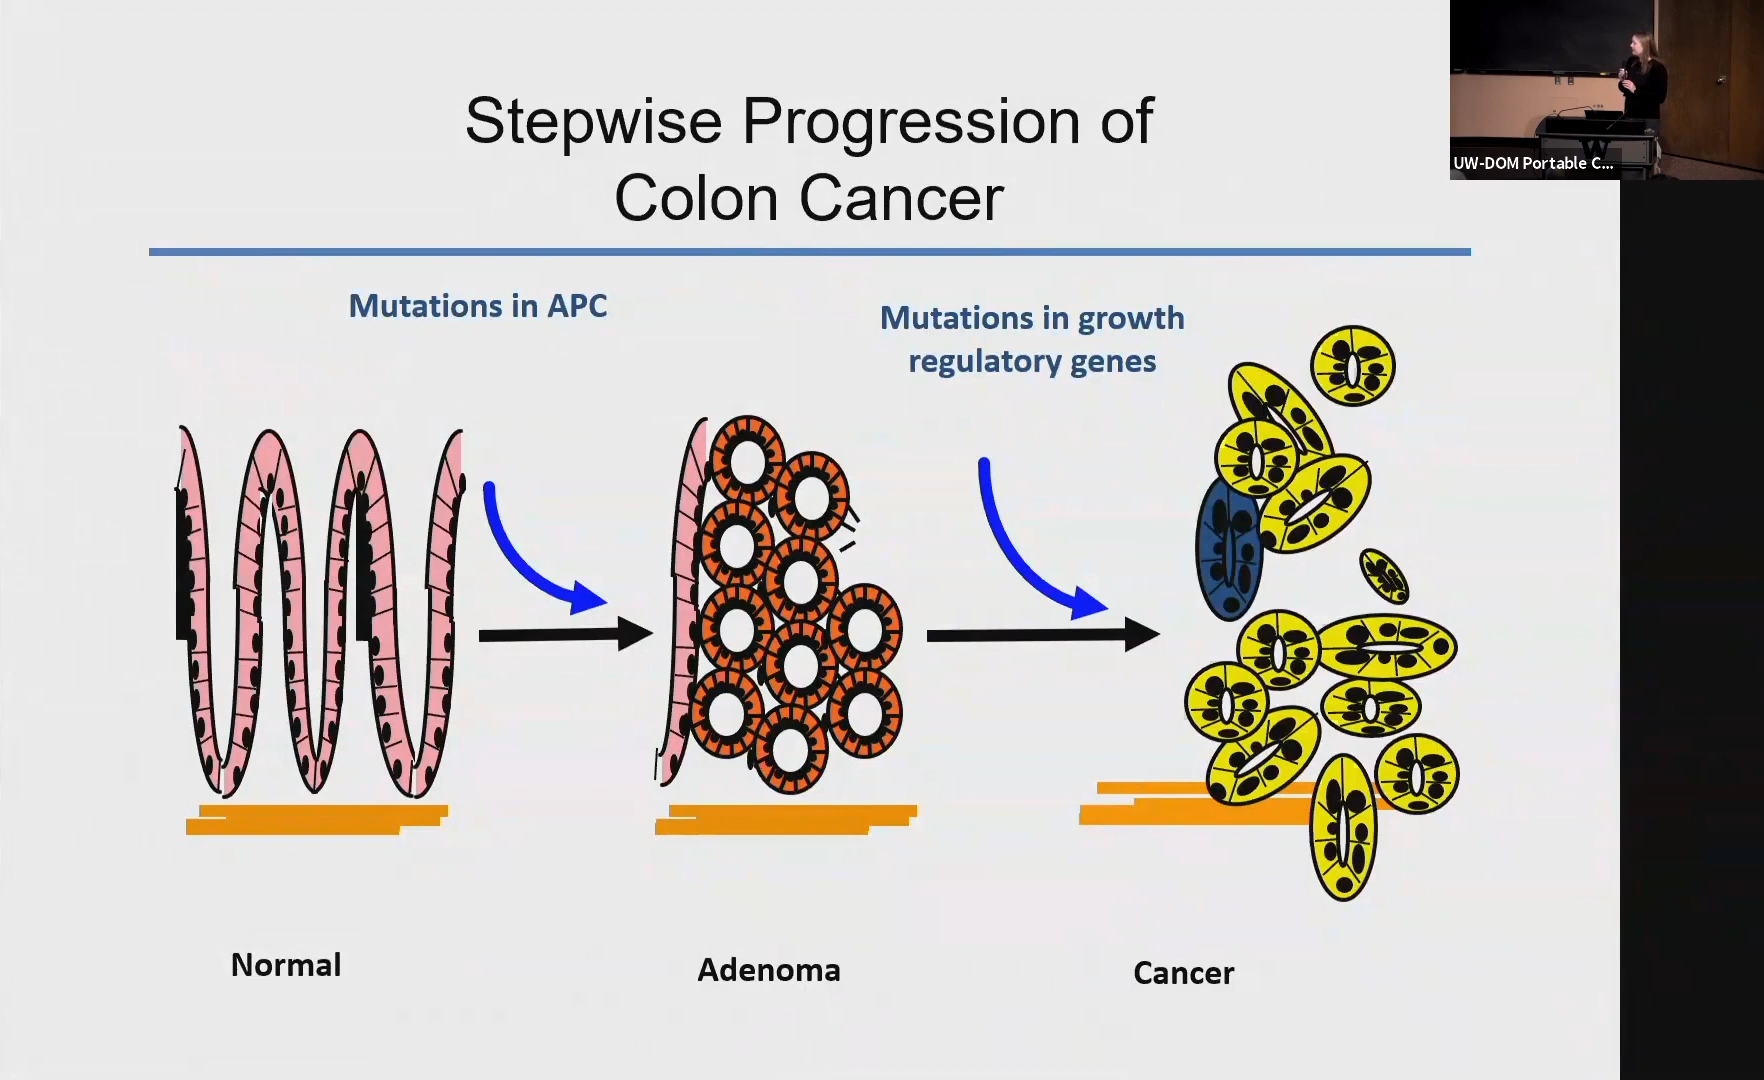 Stepwise Progression of
Colon Cancer
UW-DOM Portable C...
W
Mutations in APC
Mutations in growth
regulatory genes
Normal
Adenoma
Cancer